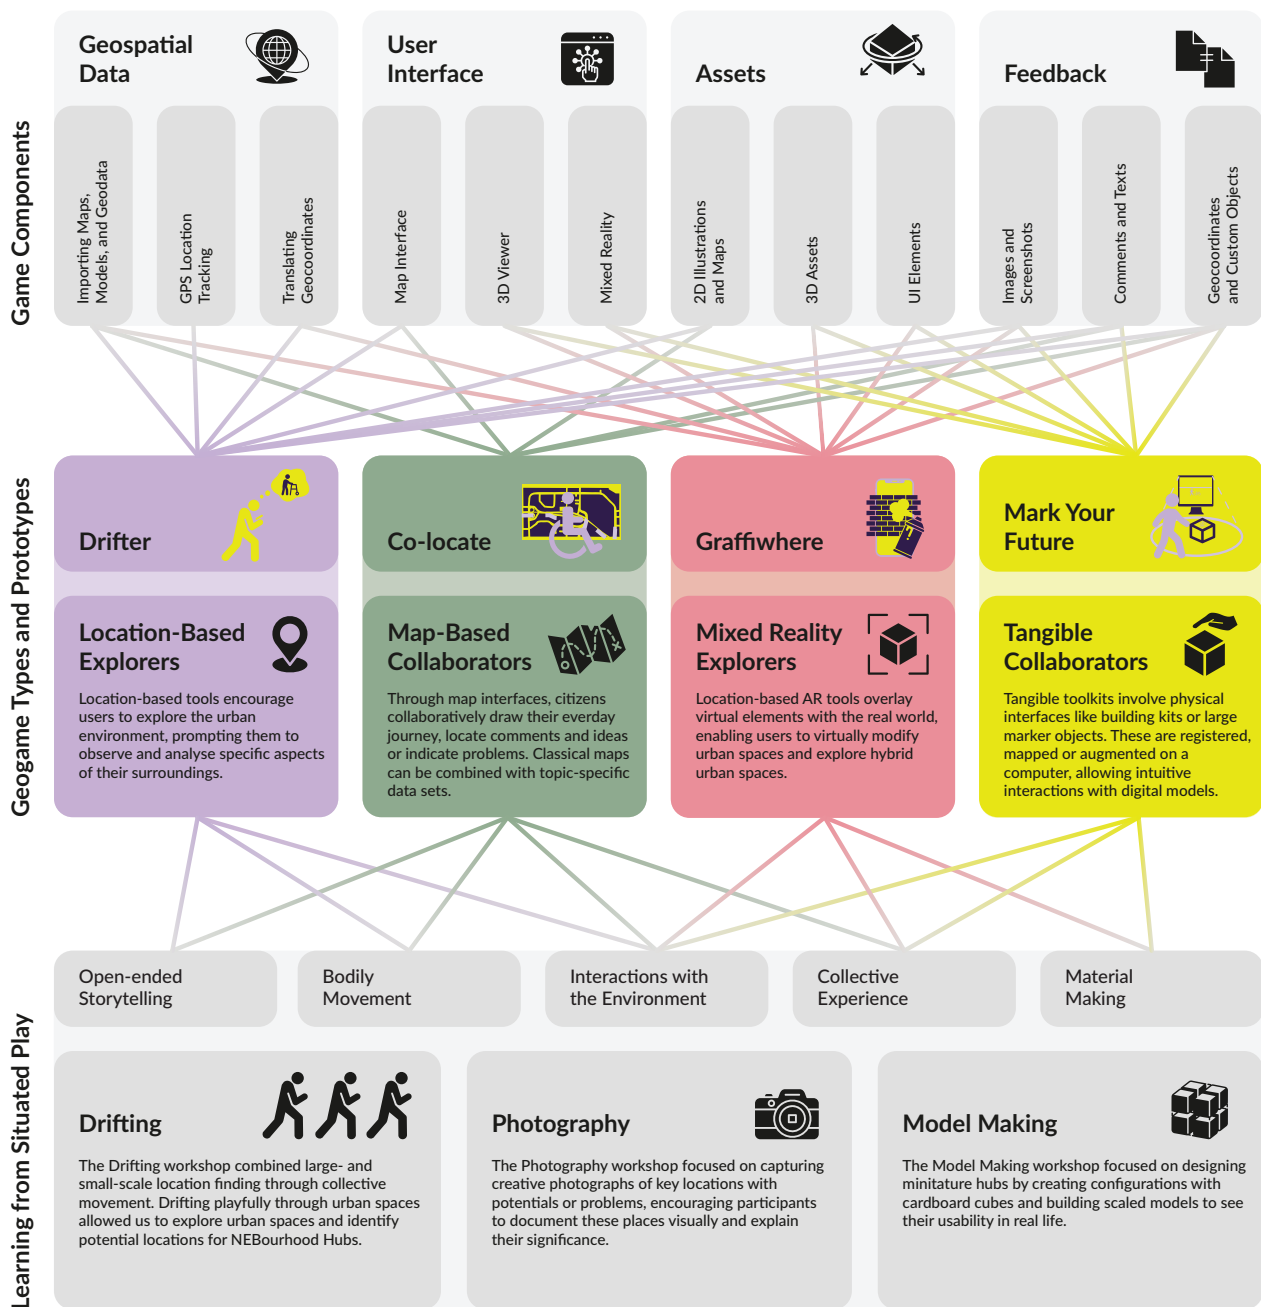 Game Components
Geospatial
Data
User
Interface
Assets
Feedback
Importing Maps,
Models, and Geodata
GPS Location
Tracking
Translating
Geocoordinates
Map Interface
3D Viewer
Mixed Reality
2D Illustrations
and Maps
3D Assets
UI Elements
Images and
Screenshots
Comments and Texts
Geocoordinates
and Custom Objects
Geogame Types and Prototypes
Drifter
Co-locate
Graffiwhere
Mark Your
Future
Location-Based
Explorers
Location-based tools encourage
users to explore the urban
environment, prompting them to
observe and analyse specific aspects
of their surroundings.
Map-Based
Collaborators
Through map interfaces, citizens
collaboratively draw their everday
journey, locate comments and ideas
or indicate problems. Classical maps
can be combined with topic-specific
data sets.
Mixed Reality
Explorers
Location-based AR tools overlay
virtual elements with the real world,
enabling users to virtually modify
urban spaces and explore hybrid
urban spaces.
Tangible
Collaborators
Tangible toolkits involve physical
interfaces like building kits or large
marker objects. These are registered,
mapped or augmented on a
computer, allowing intuitive
interactions with digital models.
Learning from Situated Play
Open-ended
Storytelling
Bodily
Movement
Interactions with
the Environment
Collective
Experience
Material
Making
Drifting
The Drifting workshop combined large- and
small-scale location finding through collective
movement. Drifting playfully through urban spaces
allowed us to explore urban spaces and identify
potential locations for NEBourhood Hubs.
Photography
The Photography workshop focused on capturing
creative photographs of key locations with
potentials or problems, encouraging participants
to document these places visually and explain
their significance.
Model Making
The Model Making workshop focused on designing
miniature hubs by creating configurations with
cardboard cubes and building scaled models to see
their usability in real life.